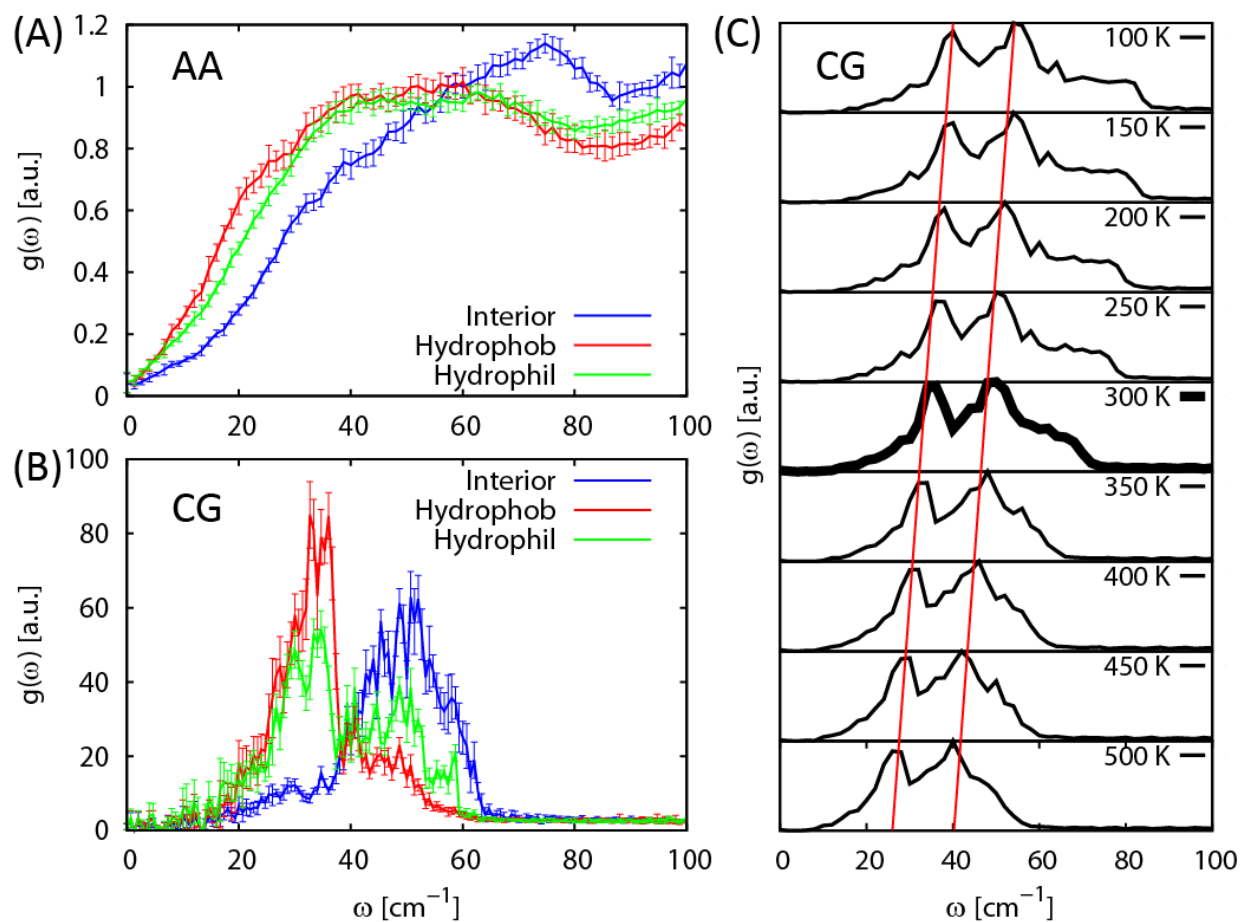 (A)
AA
1.2
1
0.8
0.6
0.4
0.2
0
g(ω) [a.u.]
Interior
Hydrophob
Hydrophil
0 20 40 60 80 100
(B)
CG
100
80
60
40
20
0
g(ω) [a.u.]
Interior
Hydrophob
Hydrophil
0 20 40 60 80 100
ω [cm⁻¹]
(C)
CG
100 K
150 K
200 K
250 K
300 K
350 K
400 K
450 K
500 K
g(ω) [a.u.]
0 20 40 60 80 100
ω [cm⁻¹]